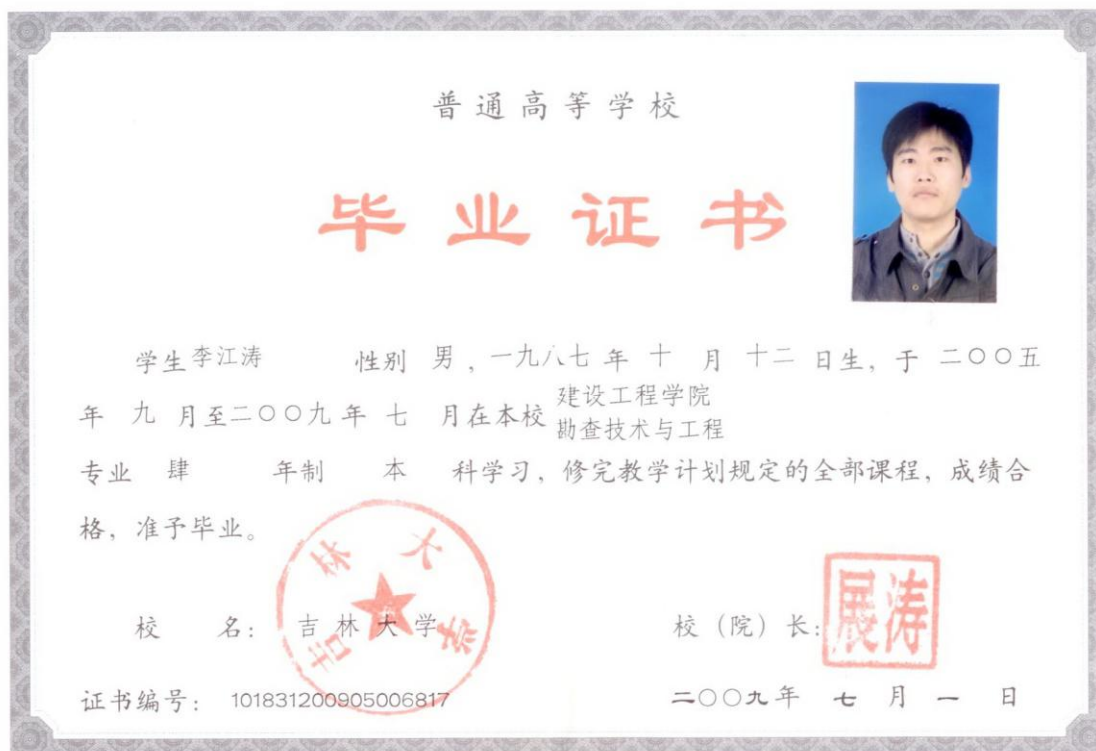 普通高等学校
毕业证书
学生 李江涛 性别 男，一九八七年 十 月 十二 日生，于 二〇〇五
年 九 月至二〇〇九年 七 月在本校 建设工程学院
勘查技术与工程
专业 肆 年制 本 科学习，修完教学计划规定的全部课程，成绩合
格，准予毕业。
吉林大学
校 名：吉林大学 校（院）长：展涛
证书编号：101831200905006817 二〇〇九年 七 月 一 日